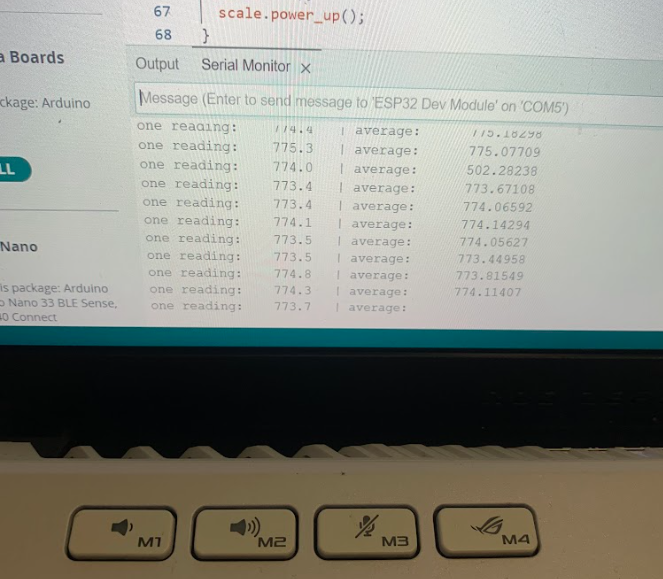 67 scale.power_up();
68 }
a Boards
Output Serial Monitor X
Message (Enter to send message to 'ESP32 Dev Module' on 'COM5')
ckage: Arduino
one reading: 774.4 | average: 775.16298
one reading: 775.3 | average: 775.07709
one reading: 774.0 | average: 502.28238
LL
one reading: 773.4 | average: 773.67108
one reading: 773.4 | average: 774.06592
one reading: 774.1 | average: 774.14294
one reading: 773.5 | average: 774.05627
Nano
one reading: 773.5 | average: 773.44958
one reading: 774.8 | average: 773.81549
one reading: 774.3 | average: 774.11407
one reading: 773.7 | average:
is package: Arduino
o Nano 33 BLE Sense,
40 Connect
M1 M2 M3 M4